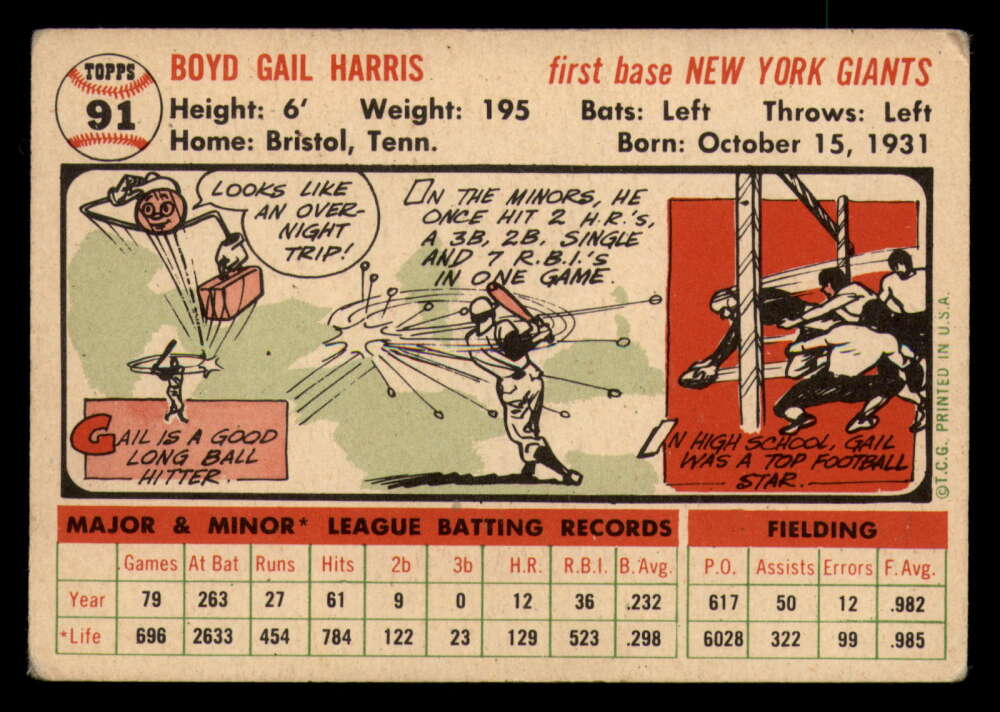 TOPPS
91
BOYD GAIL HARRIS first base NEW YORK GIANTS
Height: 6' Weight: 195 Bats: Left Throws: Left
Home: Bristol, Tenn. Born: October 15, 1931
LOOKS LIKE
AN OVER-
NIGHT
TRIP!
IN THE MINORS, HE
ONCE HIT 2 H.R.'s,
A 3B, 2B, SINGLE
AND 7 R.B.I.'s
IN ONE GAME.
GAIL IS A GOOD
LONG BALL
HITTER.
IN HIGH SCHOOL, GAIL
WAS A TOP FOOTBALL
STAR.
©T.C.G. PRINTED IN U.S.A.
MAJOR & MINOR* LEAGUE BATTING RECORDS FIELDING
Games At Bat Runs Hits 2b 3b H.R. R.B.I. B. Avg. P.O. Assists Errors F. Avg.
Year 79 263 27 61 9 0 12 36 .232 617 50 12 .982
*Life 696 2633 454 784 122 23 129 523 .298 6028 322 99 .985